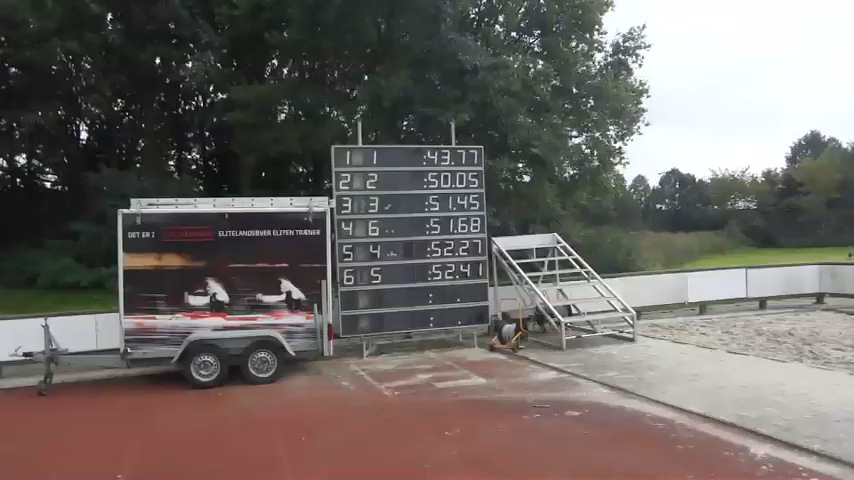 1 1 :43.77
2 2 :50.05
3 3 :51.45
4 6 :51.68
5 4 :52.27
6 5 :52.41
DET ER I ELITELANDSBYER ELITEN TRÆNER